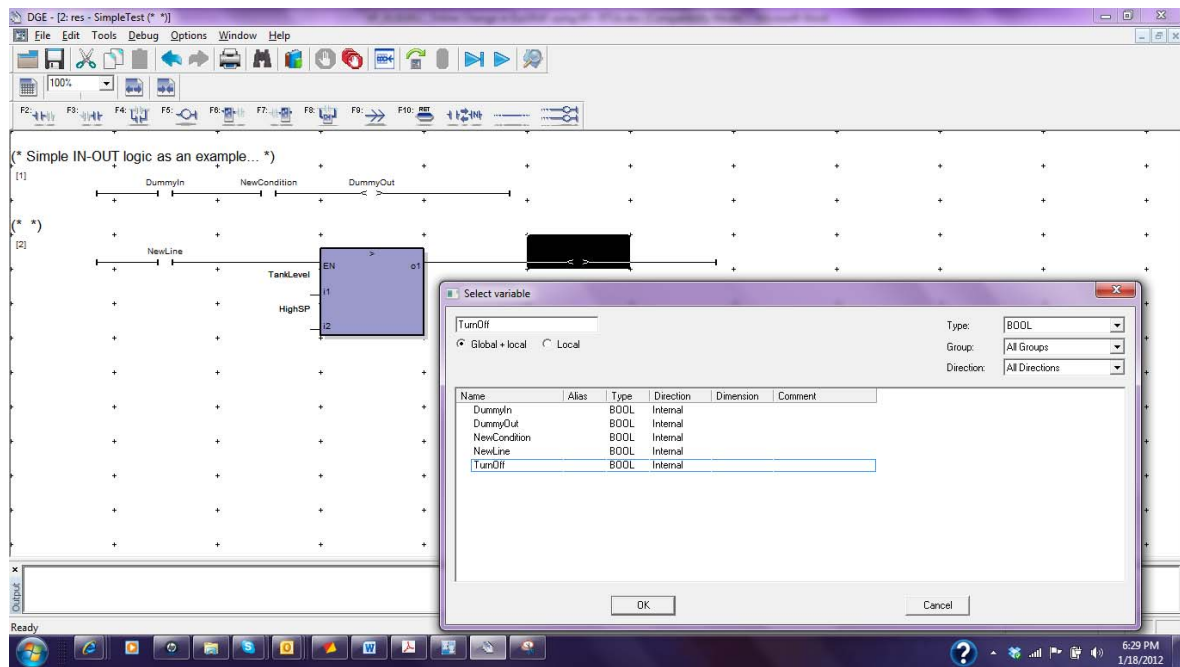 DGE - [2: res - SimpleTest (* *)]
File Edit Tools Debug Options Window Help
100%
F2: F3: F4: F5: F6: F7: F8: F9: F10: RET
(* Simple IN-OUT logic as an example... *)
[1]
DummyIn NewCondition DummyOut
(* *)
[2]
NewLine
>
EN o1
TankLevel
i1
HighSP
i2
Select variable
TurnOff
Type: BOOL
Global + local Local
Group: All Groups
Direction: All Directions
Name Alias Type Direction Dimension Comment
DummyIn BOOL Internal
DummyOut BOOL Internal
NewCondition BOOL Internal
NewLine BOOL Internal
TurnOff BOOL Internal
OK Cancel
Output
Ready
6:29 PM
1/18/2012